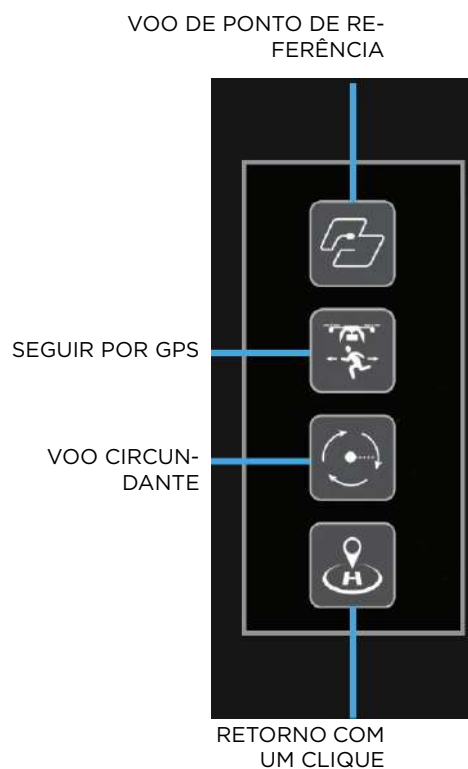 VOO DE PONTO DE RE-
FERÊNCIA
SEGUIR POR GPS
VOO CIRCUN-
DANTE
H
RETORNO COM
UM CLIQUE